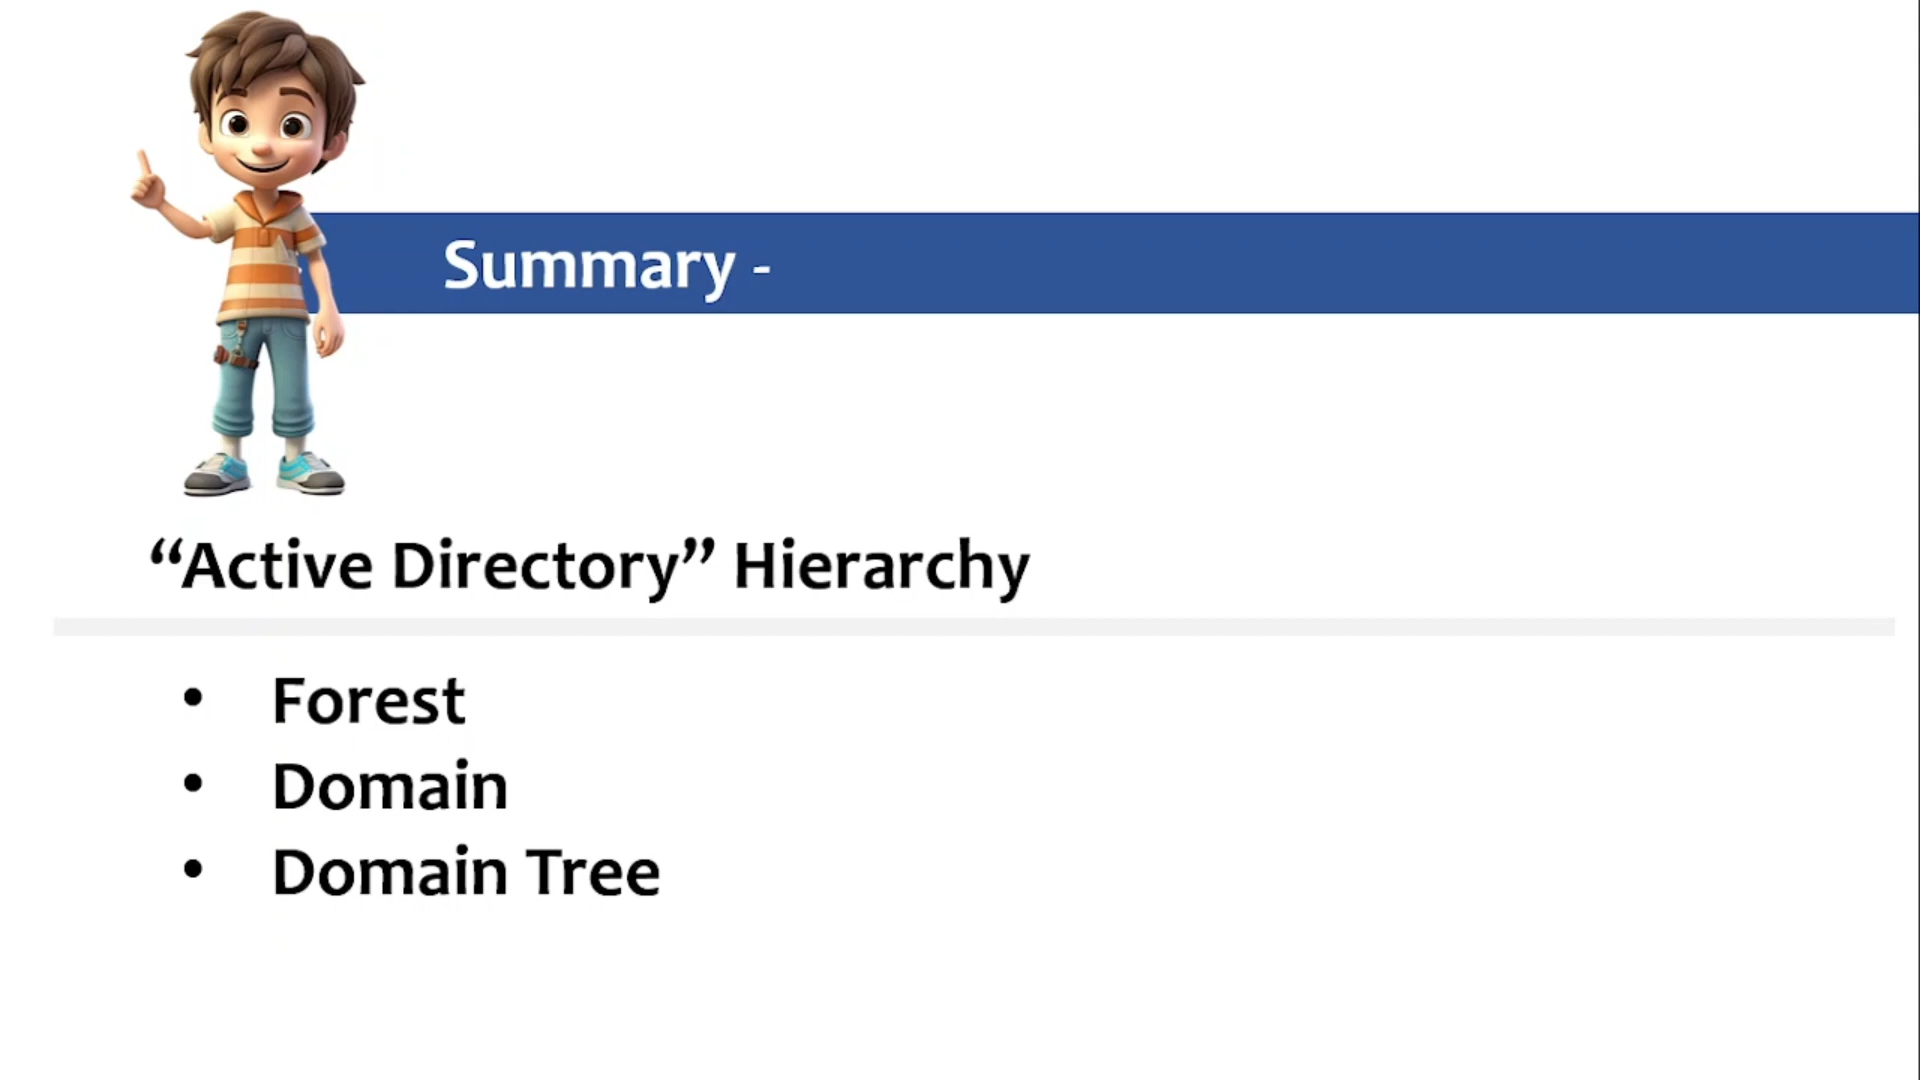 Summary -
“Active Directory” Hierarchy
• Forest
• Domain
• Domain Tree